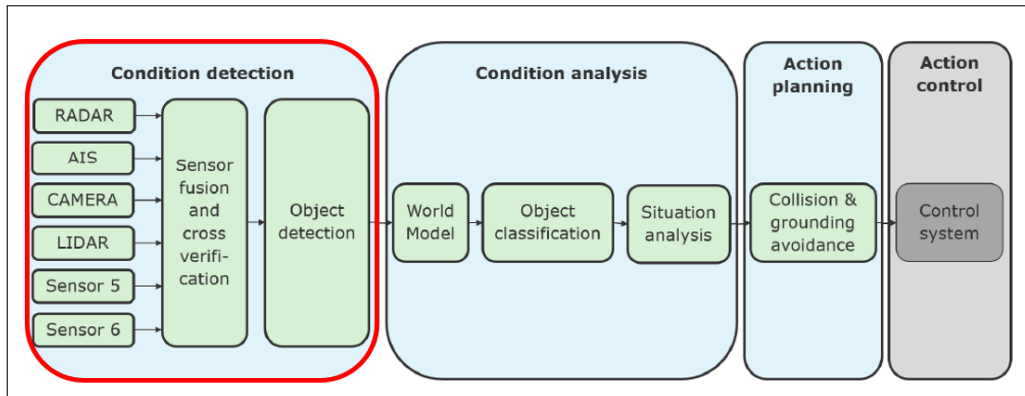 Condition detection
RADAR
AIS
CAMERA
LIDAR
Sensor 5
Sensor 6
Sensor
fusion
and
cross
verifi-
cation
Object
detection
Condition analysis
World
Model
Object
classification
Situation
analysis
Action
planning
Collision &
grounding
avoidance
Action
control
Control
system